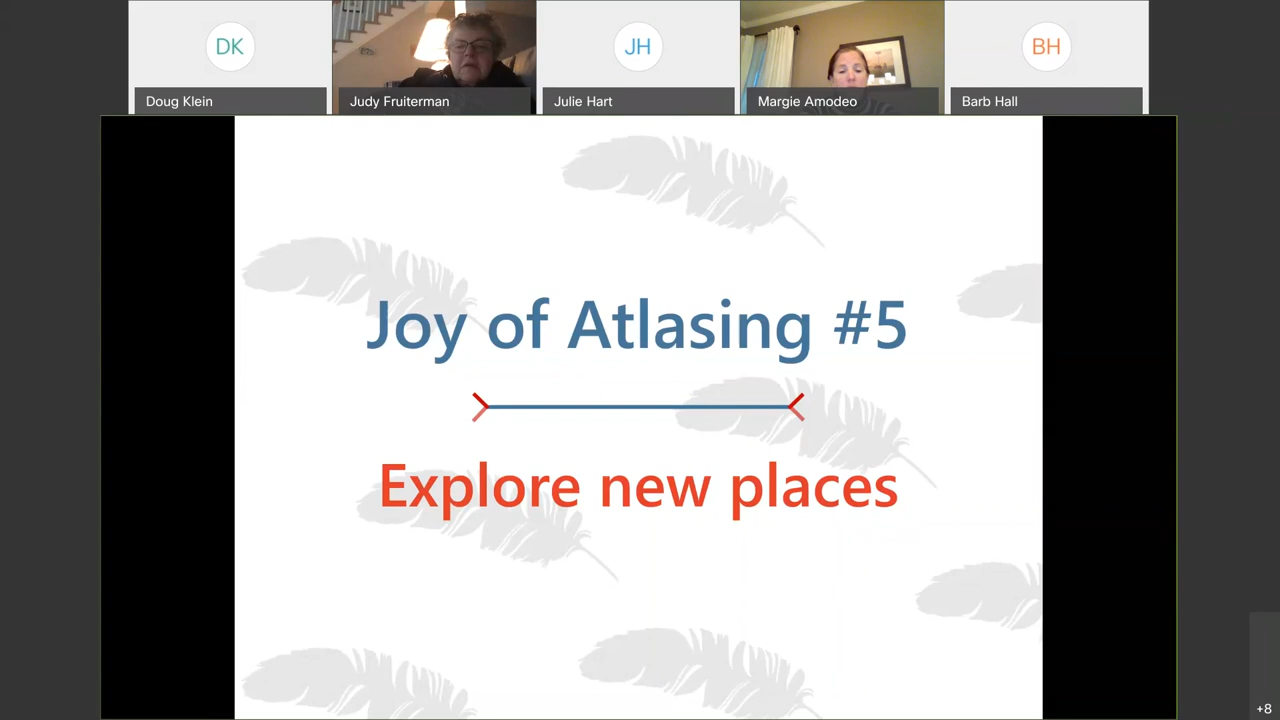 DK
JH
BH
Doug Klein
Judy Fruiterman
Julie Hart
Margie Amodeo
Barb Hall
Joy of Atlasing #5
Explore new places
+8